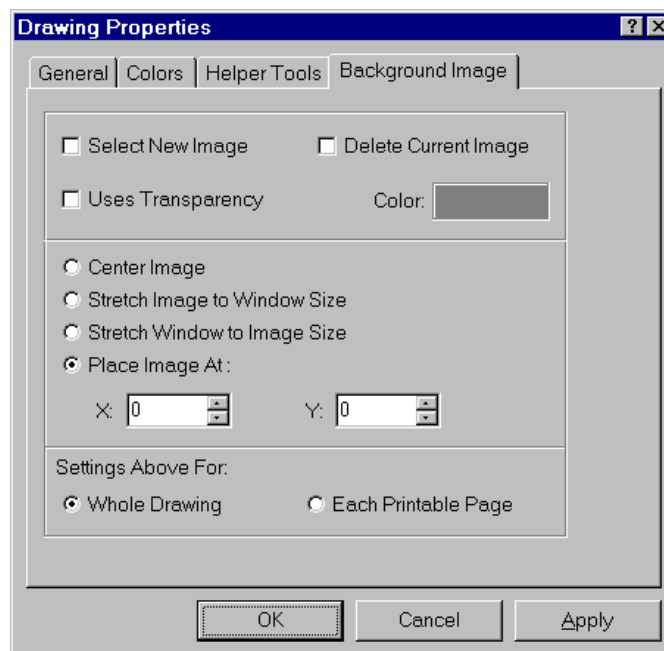 Drawing Properties
General Colors Helper Tools Background Image
Select New Image Delete Current Image
Uses Transparency Color:
Center Image
Stretch Image to Window Size
Stretch Window to Image Size
Place Image At :
X: 0 Y: 0
Settings Above For:
Whole Drawing Each Printable Page
OK Cancel Apply